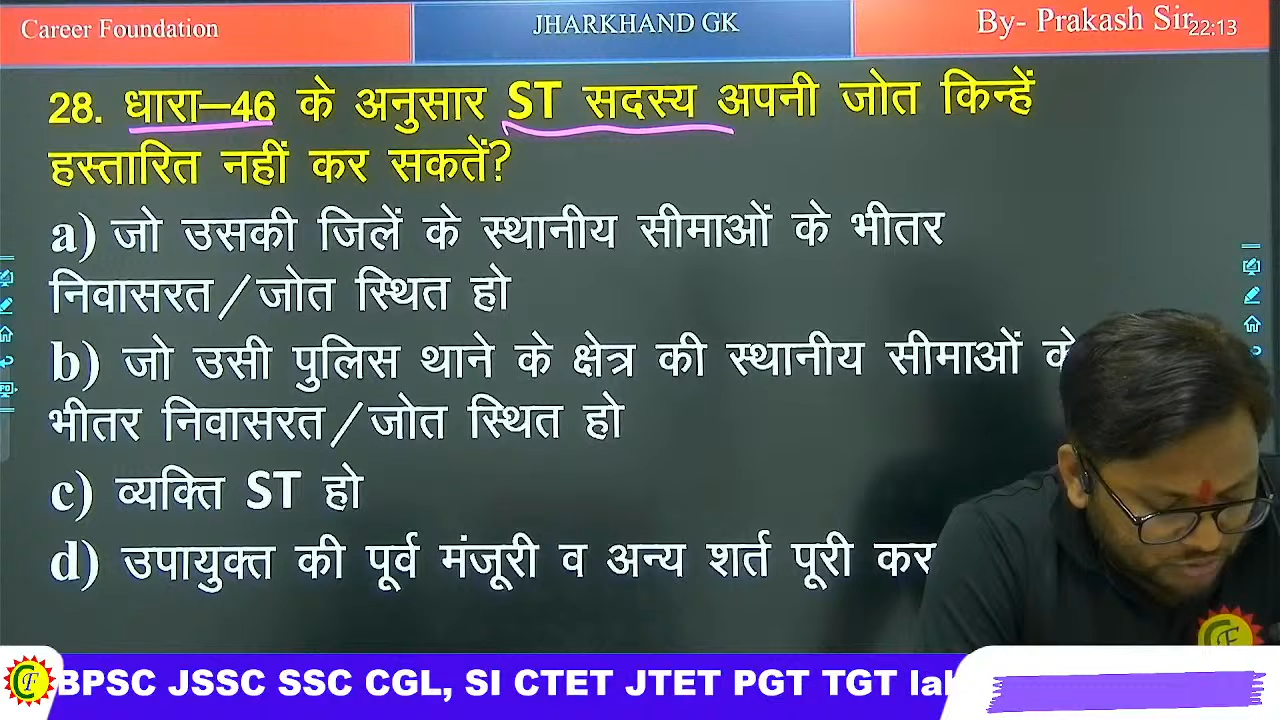 Career Foundation
JHARKHAND GK
By- Prakash Sir
22:13
28. धारा–46 के अनुसार ST सदस्य अपनी जोत किन्हें
हस्तारित नहीं कर सकतें?
a) जो उसकी जिलें के स्थानीय सीमाओं के भीतर
निवासरत/जोत स्थित हो
b) जो उसी पुलिस थाने के क्षेत्र की स्थानीय सीमाओं के
भीतर निवासरत/जोत स्थित हो
c) व्यक्ति ST हो
d) उपायुक्त की पूर्व मंजूरी व अन्य शर्त पूरी कर
BPSC JSSC SSC CGL, SI CTET JTET PGT TGT